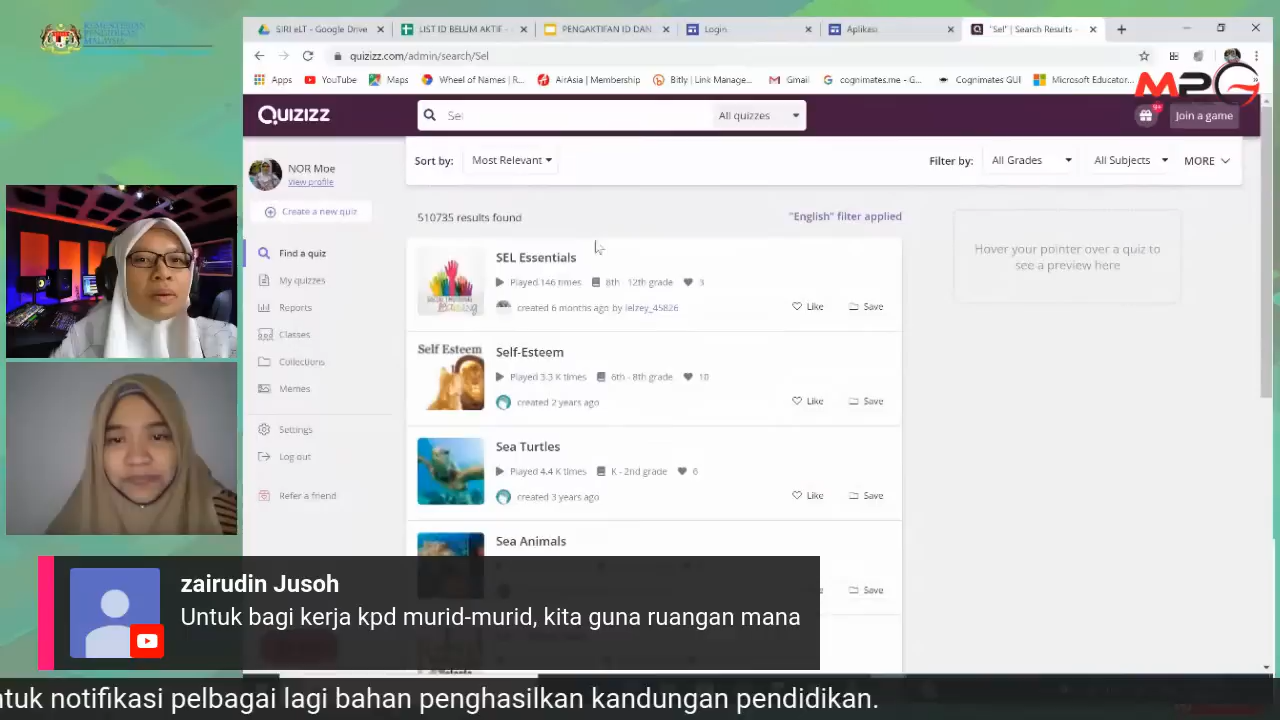 KEMENTERIAN
PENDIDIKAN
MALAYSIA
SIRI eLT - Google Drive
LIST ID BELUM AKTIF -
PENGAKTIFAN ID DAN
Login
Aplikasi
"Sel" | Search Results -
quizizz.com/admin/search/Sel
Apps
YouTube
Maps
Wheel of Names | R...
AirAsia | Membership
Bitly | Link Manage...
Gmail
cognimates.me - G...
Cognimates GUI
Microsoft Educator...
MPG
QUIZIZZ
Sel
All quizzes
Join a game
NOR Moe
View profile
Create a new quiz
Find a quiz
My quizzes
Reports
Classes
Collections
Memes
Settings
Log out
Refer a friend
Sort by:
Most Relevant
Filter by:
All Grades
All Subjects
MORE
510735 results found
"English" filter applied
Hover your pointer over a quiz to
see a preview here
SEL Essentials
Played 146 times
8th - 12th grade
3
created 6 months ago by lelzey_45826
Like
Save
Self Esteem
Self-Esteem
Played 3.3 K times
6th - 8th grade
10
created 2 years ago
Like
Save
Sea Turtles
Played 4.4 K times
K - 2nd grade
6
created 3 years ago
Like
Save
Sea Animals
Save
zairudin Jusoh
Untuk bagi kerja kpd murid-murid, kita guna ruangan mana
ntuk notifikasi pelbagai lagi bahan penghasilkan kandungan pendidikan.